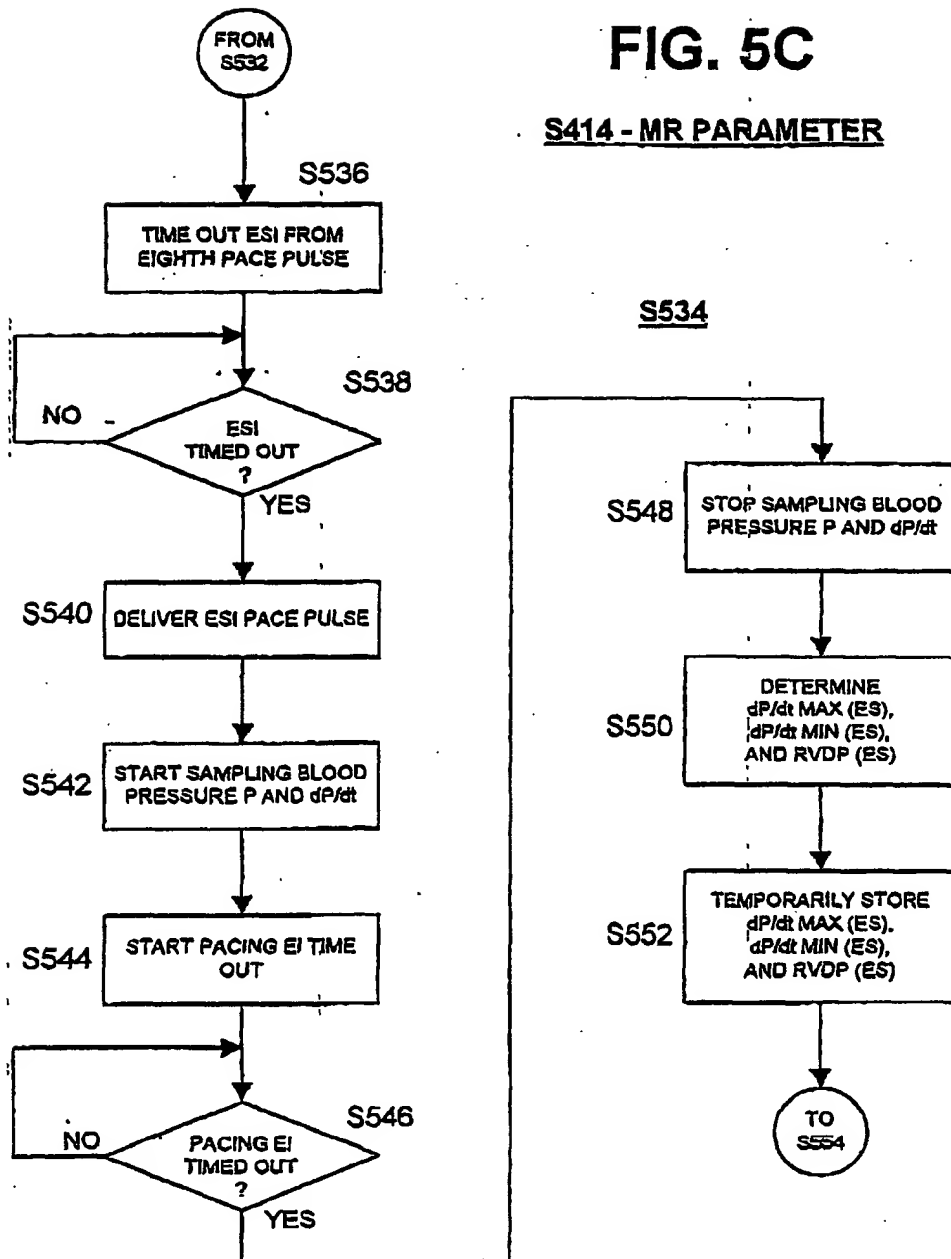 FROM
S532
FIG. 5C
S414 - MR PARAMETER
S536
TIME OUT ESI FROM
EIGHTH PACE PULSE
S538
NO
ESI
TIMED OUT
?
YES
S540
DELIVER ESI PACE PULSE
S542
START SAMPLING BLOOD
PRESSURE P AND dP/dt
S544
START PACING EI TIME
OUT
S546
NO
PACING EI
TIMED OUT
?
YES
S534
S548
STOP SAMPLING BLOOD
PRESSURE P AND dP/dt
S550
DETERMINE
dP/dt MAX (ES),
dP/dt MIN (ES),
AND RVDP (ES)
S552
TEMPORARILY STORE
dP/dt MAX (ES),
dP/dt MIN (ES),
AND RVDP (ES)
TO
S554